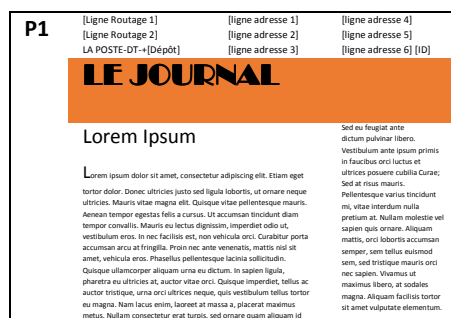 P1
[Ligne Routage 1] [ligne adresse 1] [ligne adresse 4]
[Ligne Routage 2] [ligne adresse 2] [ligne adresse 5]
LA POSTE-DT-+[Dépôt] [ligne adresse 3] [ligne adresse 6] [ID]
LE JOURNAL
Lorem Ipsum
Lorem ipsum dolor sit amet, consectetur adipiscing elit. Etiam eget
tortor dolor. Donec ultricies justo sed ligula lobortis, ut ornare neque
ultricies. Mauris vitae magna elit. Quisque vitae pellentesque mauris.
Aenean tempor egestas felis a cursus. Ut accumsan tincidunt diam
tempor convallis. Mauris eu lectus dignissim, imperdiet odio ut,
vestibulum eros. In nec facilisis est, non vehicula orci. Curabitur porta
accumsan arcu at fringilla. Proin nec ante venenatis, mattis nisl sit
amet, vehicula eros. Phasellus pellentesque lacinia sollicitudin.
Quisque ullamcorper aliquam urna eu dictum. In sapien ligula,
pharetra eu ultricies at, auctor vitae orci. Quisque imperdiet, tellus ac
auctor tristique, urna orci ultrices neque, quis vestibulum tellus tortor
eu magna. Nam lacus enim, laoreet at massa a, placerat maximus
metus. Nullam consectetur erat turpis, sed ornare quam aliquam id
Sed eu feugiat ante
dictum pulvinar libero.
Vestibulum ante ipsum primis
in faucibus orci luctus et
ultrices posuere cubilia Curae;
Sed at risus mauris.
Pellentesque varius tincidunt
mi, vitae interdum nulla
pretium at. Nullam molestie vel
sapien quis ornare. Aliquam
mattis, orci lobortis accumsan
semper, sem tellus euismod
sem, sed tristique mauris orci
nec sapien. Vivamus ut
maximus libero, at sodales
magna. Aliquam facilisis tortor
sit amet vulputate elementum.